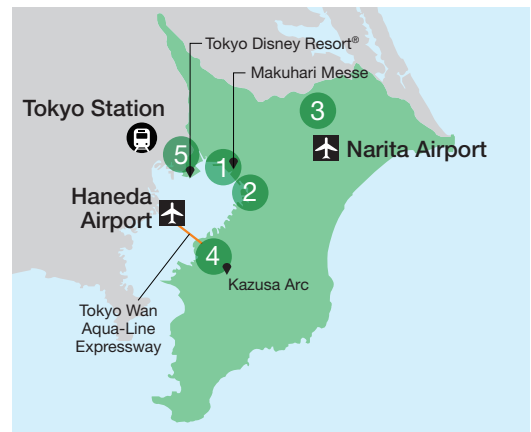 Tokyo Disney Resort®
Makuhari Messe
3
Tokyo Station
5
1
Narita Airport
2
Haneda
Airport
4
Kazusa Arc
Tokyo Wan
Aqua-Line
Expressway